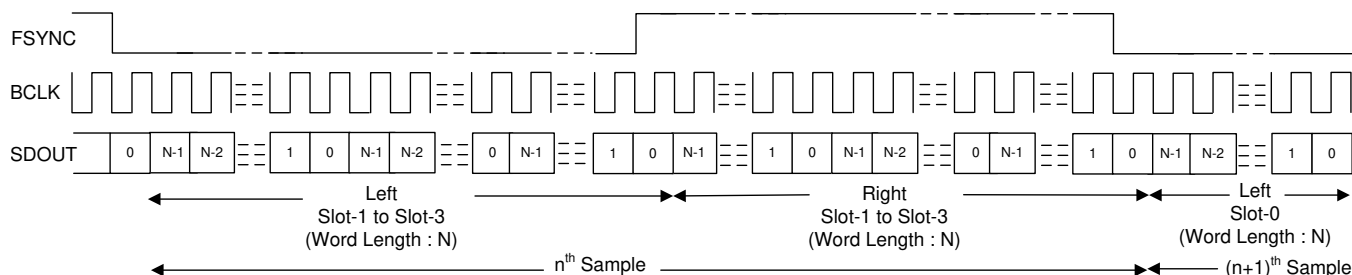 FSYNC
BCLK
SDOUT 0 N-1 N-2 1 0 N-1 N-2 0 N-1 1 0 N-1 1 0 N-1 N-2 0 N-1 1 0 N-1 N-2 1 0
Left Right Left
Slot-1 to Slot-3 Slot-1 to Slot-3 Slot-0
(Word Length : N) (Word Length : N) (Word Length : N)
nth Sample (n+1)th Sample